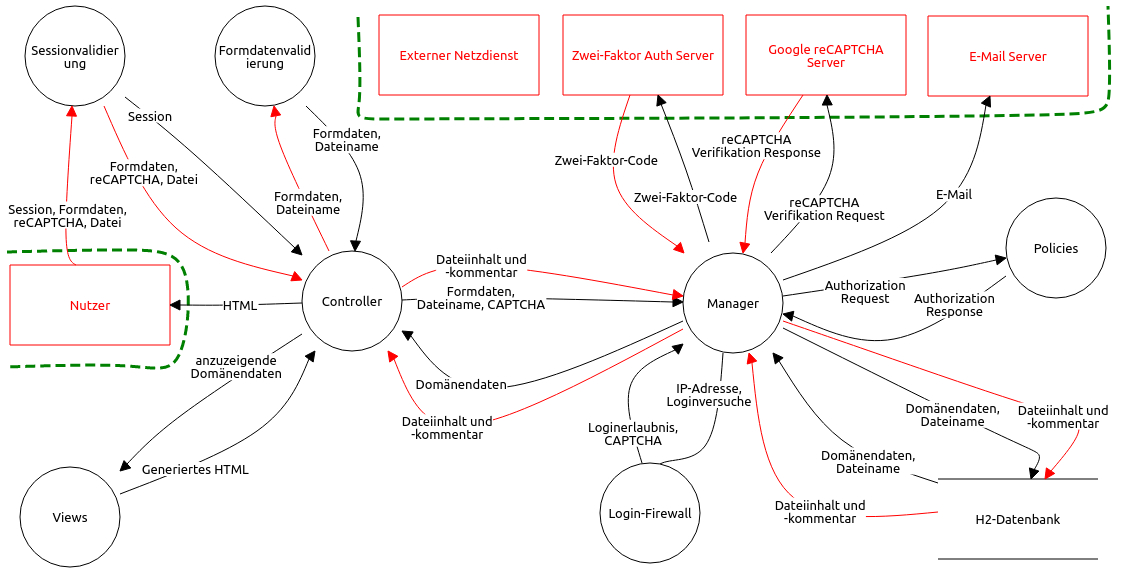 Sessionvalidier
ung
Formdatenvalid
ierung
Externer Netzdienst
Zwei-Faktor Auth Server
Google reCAPTCHA
Server
E-Mail Server
Session
Formdaten,
Dateiname
Formdaten,
reCAPTCHA, Datei
Zwei-Faktor-Code
reCAPTCHA
Verifikation Response
Zwei-Faktor-Code
reCAPTCHA
Verifikation Request
E-Mail
Session, Formdaten,
reCAPTCHA, Datei
Formdaten,
Dateiname
Policies
Nutzer
HTML
Controller
Dateiinhalt und
-kommentar
Formdaten,
Dateiname, CAPTCHA
Manager
Authorization
Request
Authorization
Response
anzuzeigende
Domänendaten
Domänendaten
Dateiinhalt und
-kommentar
IP-Adresse,
Loginversuche
Loginerlaubnis,
CAPTCHA
Domänendaten,
Dateiname
Dateiinhalt und
-kommentar
Domänendaten,
Dateiname
Generiertes HTML
Views
Login-Firewall
Dateiinhalt und
-kommentar
H2-Datenbank